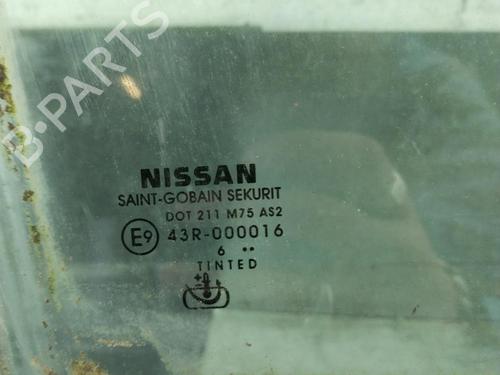 B-PARTS
NISSAN
SAINT-GOBAIN SEKURIT
DOT 211 M75 AS2
E9 43R-000016
6 ..
TINTED